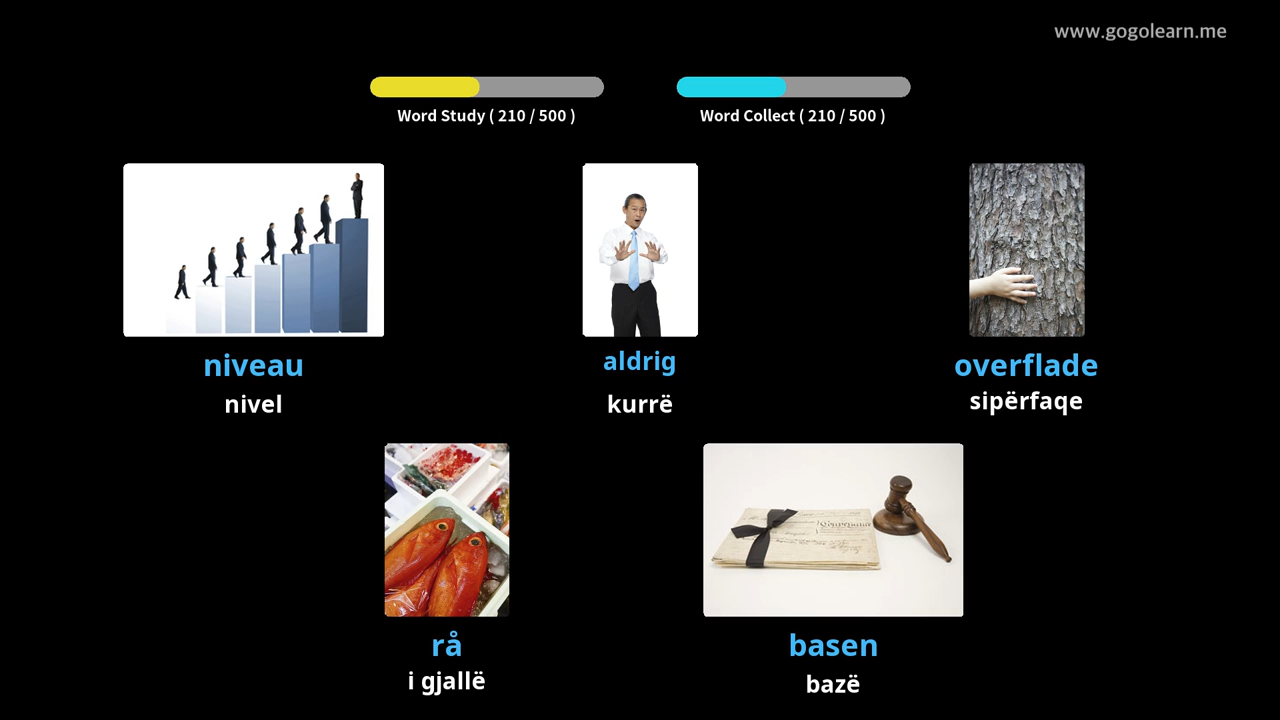 www.gogolearn.me
Word Study ( 210 / 500 )
Word Collect ( 210 / 500 )
niveau
nivel
aldrig
kurrë
overflade
sipërfaqe
rå
i gjallë
basen
bazë